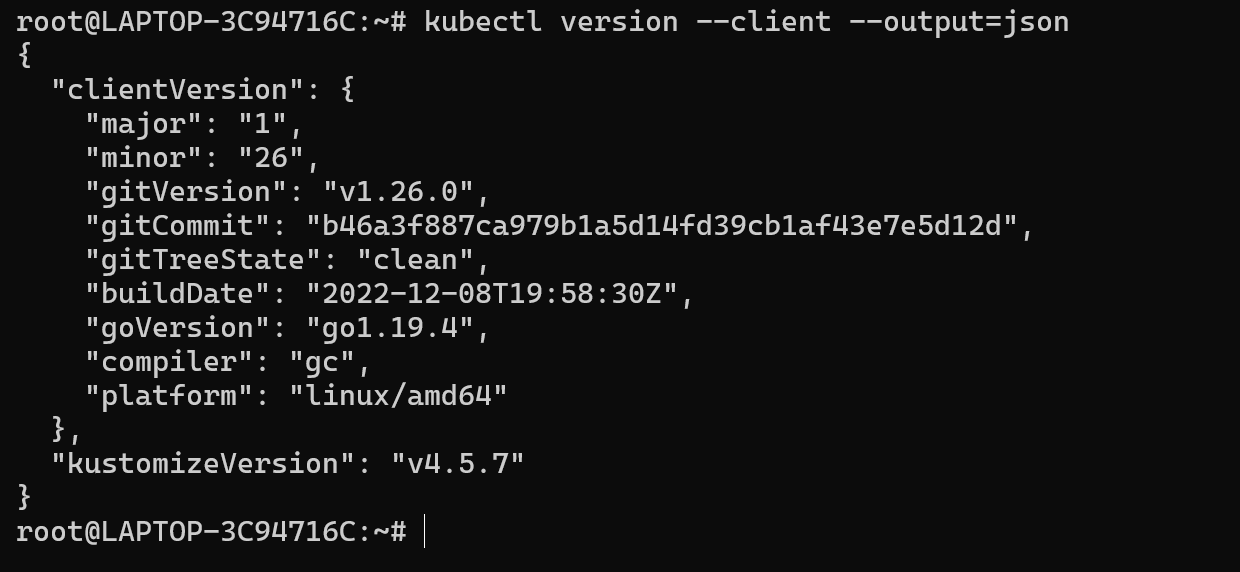 root@LAPTOP-3C94716C:~# kubectl version --client --output=json
{
  "clientVersion": {
    "major": "1",
    "minor": "26",
    "gitVersion": "v1.26.0",
    "gitCommit": "b46a3f887ca979b1a5d14fd39cb1af43e7e5d12d",
    "gitTreeState": "clean",
    "buildDate": "2022-12-08T19:58:30Z",
    "goVersion": "go1.19.4",
    "compiler": "gc",
    "platform": "linux/amd64"
  },
  "kustomizeVersion": "v4.5.7"
}
root@LAPTOP-3C94716C:~#